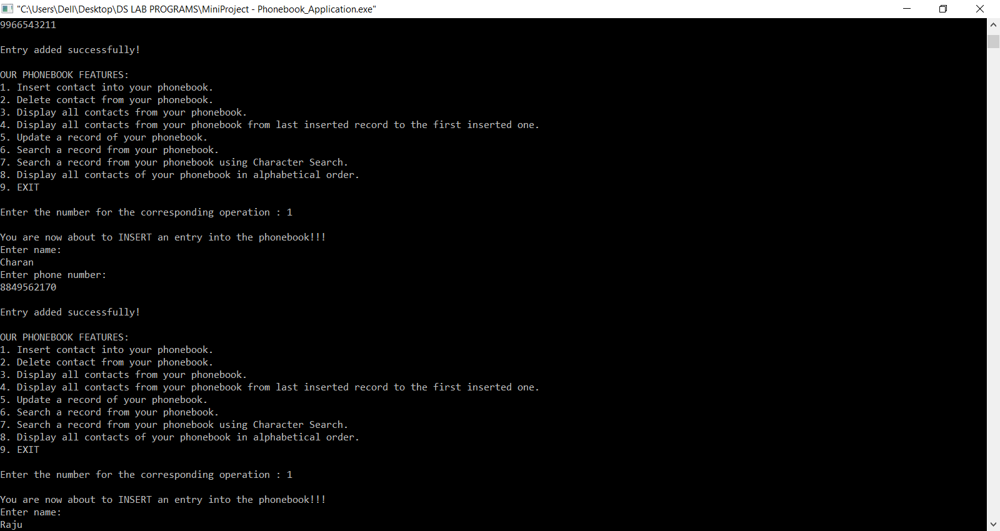 "C:\Users\Dell\Desktop\DS LAB PROGRAMS\MiniProject - Phonebook_Application.exe"
9966543211
Entry added successfully!
OUR PHONEBOOK FEATURES:
1. Insert contact into your phonebook.
2. Delete contact from your phonebook.
3. Display all contacts from your phonebook.
4. Display all contacts from your phonebook from last inserted record to the first inserted one.
5. Update a record of your phonebook.
6. Search a record from your phonebook.
7. Search a record from your phonebook using Character Search.
8. Display all contacts of your phonebook in alphabetical order.
9. EXIT
Enter the number for the corresponding operation : 1
You are now about to INSERT an entry into the phonebook!!!
Enter name:
Charan
Enter phone number:
8849562170
Entry added successfully!
OUR PHONEBOOK FEATURES:
1. Insert contact into your phonebook.
2. Delete contact from your phonebook.
3. Display all contacts from your phonebook.
4. Display all contacts from your phonebook from last inserted record to the first inserted one.
5. Update a record of your phonebook.
6. Search a record from your phonebook.
7. Search a record from your phonebook using Character Search.
8. Display all contacts of your phonebook in alphabetical order.
9. EXIT
Enter the number for the corresponding operation : 1
You are now about to INSERT an entry into the phonebook!!!
Enter name:
Raju